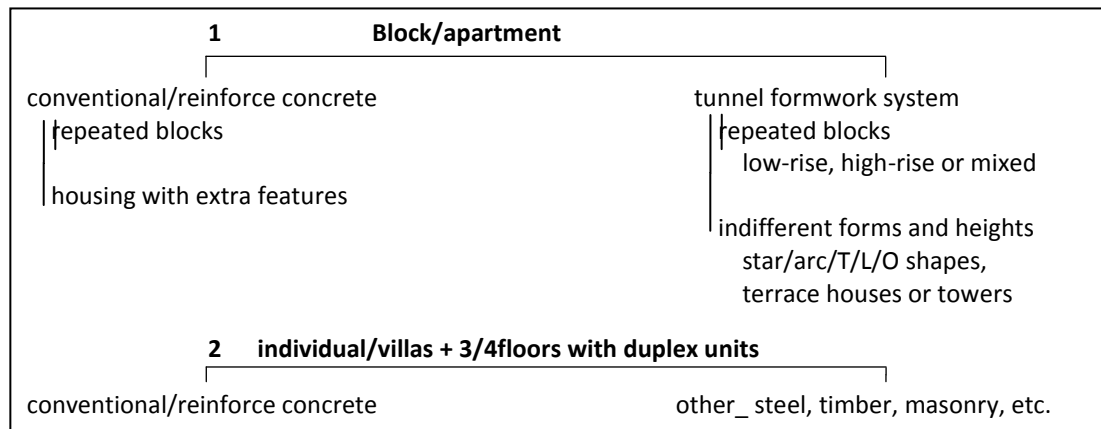 1 Block/apartment
conventional/reinforce concrete tunnel formwork system
repeated blocks repeated blocks
low-rise, high-rise or mixed
housing with extra features
indifferent forms and heights
star/arc/T/L/O shapes,
terrace houses or towers
2 individual/villas + 3/4floors with duplex units
conventional/reinforce concrete other_ steel, timber, masonry, etc.